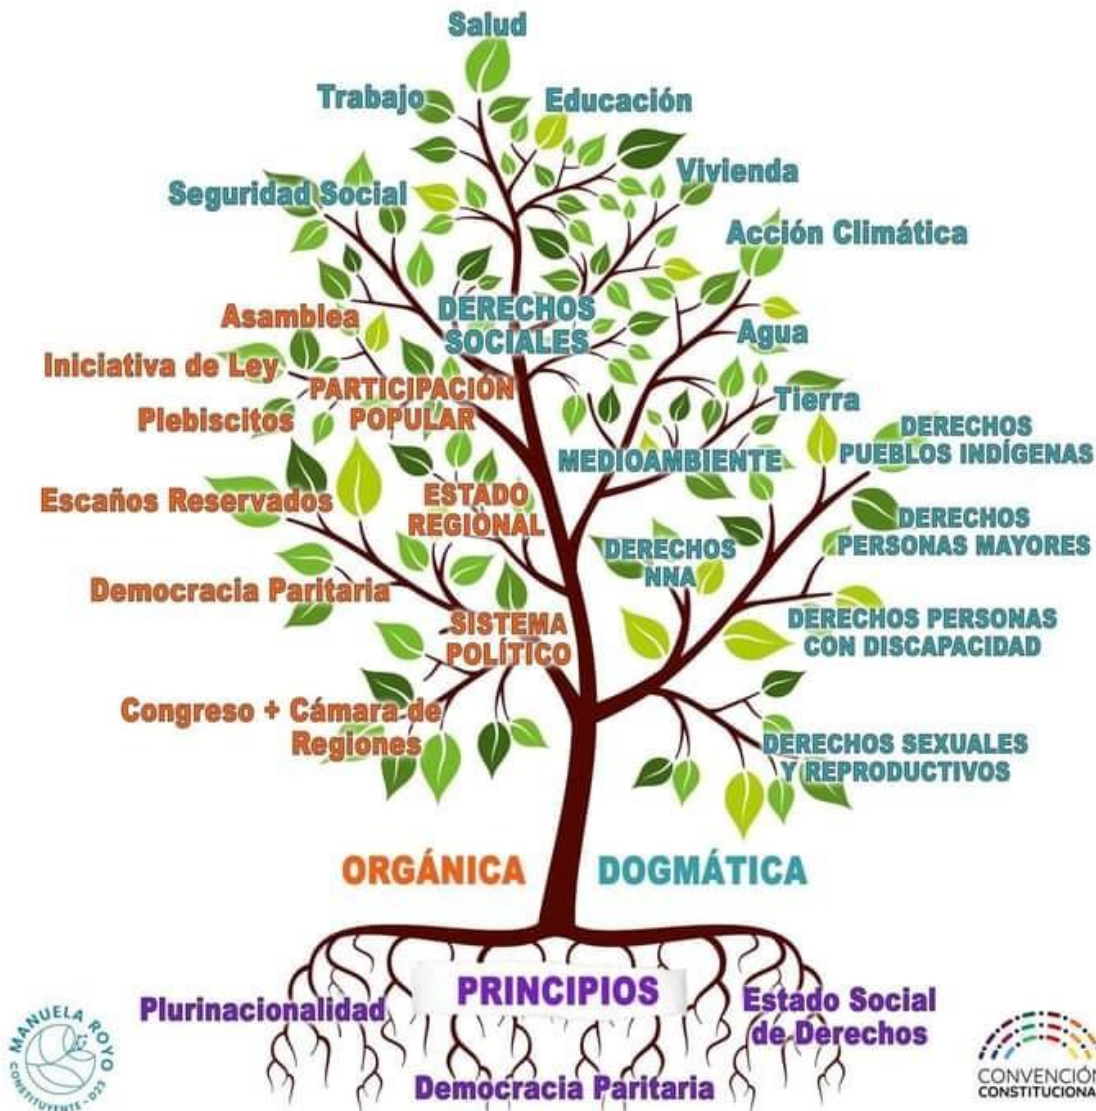 Salud
Trabajo
Educación
Vivienda
Seguridad Social
Acción Climática
Asamblea
DERECHOS
SOCIALES
Agua
Iniciativa de Ley
PARTICIPACIÓN
POPULAR
Tierra
Plebiscitos
DERECHOS
PUEBLOS INDÍGENAS
MEDIOAMBIENTE
Escaños Reservados
ESTADO
REGIONAL
DERECHOS
PERSONAS MAYORES
DERECHOS
NNA
Democracia Paritaria
SISTEMA
POLÍTICO
DERECHOS PERSONAS
CON DISCAPACIDAD
Congreso + Cámara de
Regiones
DERECHOS SEXUALES
Y REPRODUCTIVOS
ORGÁNICA
DOGMÁTICA
PRINCIPIOS
Plurinacionalidad
Estado Social
de Derechos
Democracia Paritaria
MANUELA ROYO
CONSTITUYENTE - D23
CONVENCIÓN
CONSTITUCIONAL